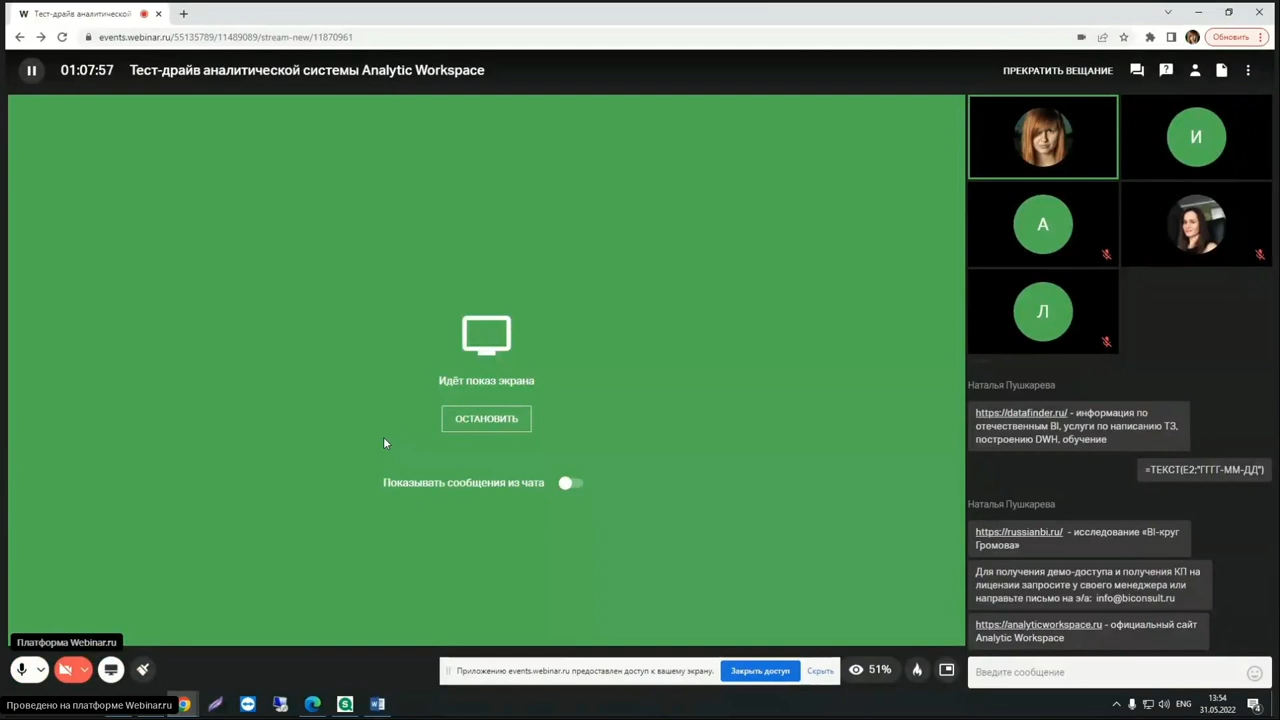 Тест-драйв аналитической
events.webinar.ru/55135789/11489089/stream-new/11870961
Обновить
01:07:57
Тест-драйв аналитической системы Analytic Workspace
ПРЕКРАТИТЬ ВЕЩАНИЕ
И
А
Л
Идёт показ экрана
ОСТАНОВИТЬ
Показывать сообщения из чата
Наталья Пушкарева
https://datafinder.ru/ - информация по
отечественным BI, услуги по написанию ТЗ,
построению DWH, обучение
=ТЕКСТ(E2;"ГГГГ-ММ-ДД")
Наталья Пушкарева
https://russianbi.ru/ - исследование «BI-круг
Громова»
Для получения демо-доступа и получения КП на
лицензии запросите у своего менеджера или
направьте письмо на э/а: info@biconsult.ru
https://analyticworkspace.ru - официальный сайт
Analytic Workspace
Платформа Webinar.ru
Приложению events.webinar.ru предоставлен доступ к вашему экрану.
Закрыть доступ
Скрыть
51%
Введите сообщение
Проведено на платформе Webinar.ru
ENG
13:54
31.05.2022
4